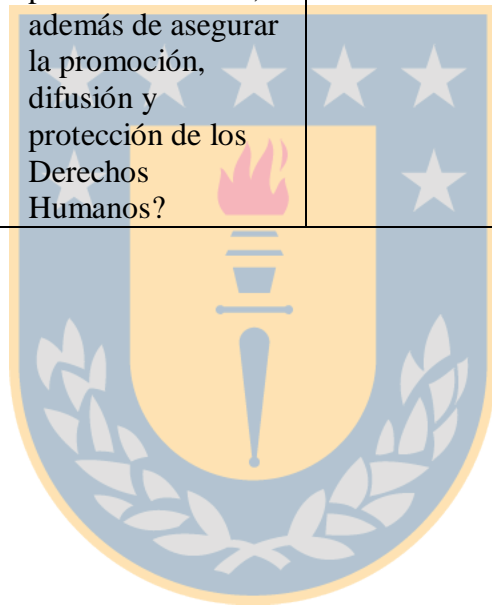 además de asegurar
la promoción,
difusión y
protección de los
Derechos
Humanos?